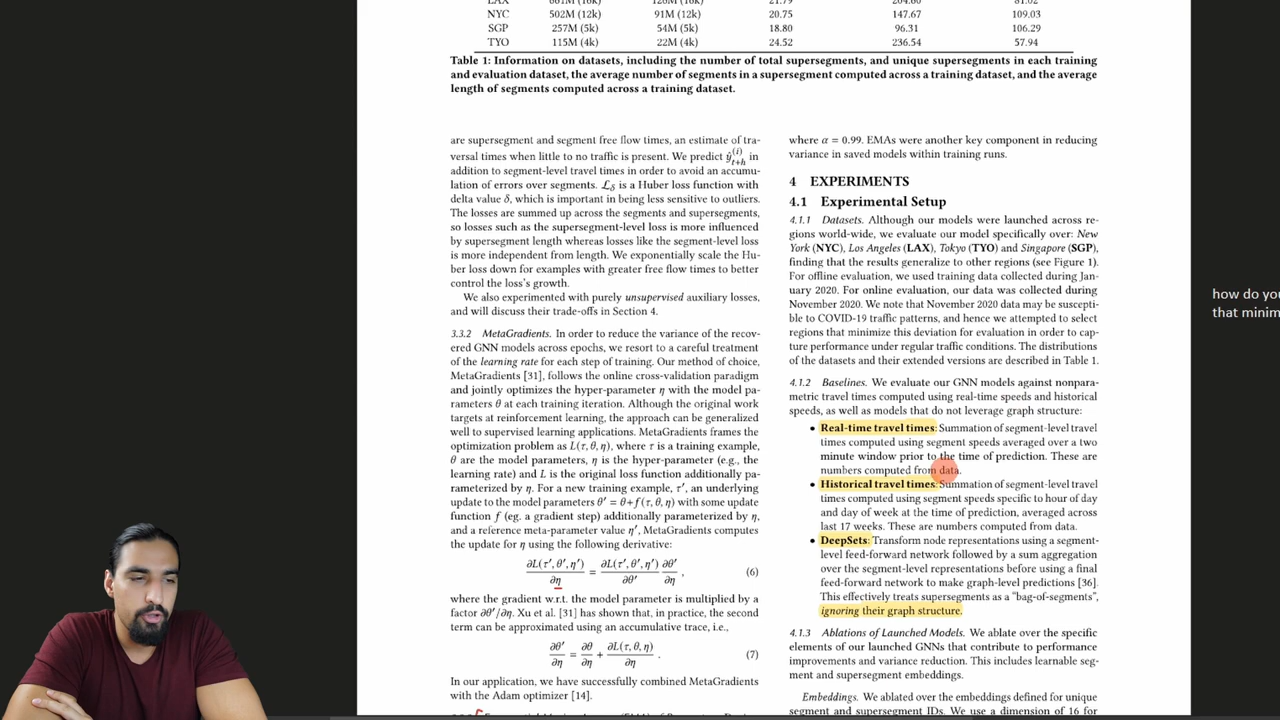 LAX 661M (16k) 126M (16k) 21.79 204.60 81.02
NYC 502M (12k) 91M (12k) 20.75 147.67 109.03
SGP 257M (5k) 54M (5k) 18.80 96.31 106.29
TYO 115M (4k) 22M (4k) 24.52 236.54 57.94
Table 1: Information on datasets, including the number of total supersegments, and unique supersegments in each training
and evaluation dataset, the average number of segments in a supersegment computed across a training dataset, and the average
length of segments computed across a training dataset.
are supersegment and segment free flow times, an estimate of tra-
versal times when little to no traffic is present. We predict ŷ_{t+h}^{(i)} in
addition to segment-level travel times in order to avoid an accumu-
lation of errors over segments. ℒ_δ is a Huber loss function with
delta value δ, which is important in being less sensitive to outliers.
The losses are summed up across the segments and supersegments,
so losses such as the supersegment-level loss is more influenced
by supersegment length whereas losses like the segment-level loss
is more independent from length. We exponentially scale the Hu-
ber loss down for examples with greater free flow times to better
control the loss's growth.
We also experimented with purely unsupervised auxiliary losses,
and will discuss their trade-offs in Section 4.
3.3.2 MetaGradients. In order to reduce the variance of the recov-
ered GNN models across epochs, we resort to a careful treatment
of the learning rate for each step of training. Our method of choice,
MetaGradients [31], follows the online cross-validation paradigm
and jointly optimizes the hyper-parameter η with the model pa-
rameters θ at each training iteration. Although the original work
targets at reinforcement learning, the approach can be generalized
well to supervised learning applications. MetaGradients frames the
optimization problem as L(τ, θ, η), where τ is a training example,
θ are the model parameters, η is the hyper-parameter (e.g., the
learning rate) and L is the original loss function additionally pa-
rameterized by η. For a new training example, τ′, an underlying
update to the model parameters θ′ = θ+f(τ, θ, η) with some update
function f (eg. a gradient step) additionally parameterized by η,
and a reference meta-parameter value η′, MetaGradients computes
the update for η using the following derivative:
∂L(τ′, θ′, η′)/∂η = ∂L(τ′, θ′, η′)/∂θ′ ∂θ′/∂η , (6)
where the gradient w.r.t. the model parameter is multiplied by a
factor ∂θ′/∂η. Xu et al. [31] has shown that, in practice, the second
term can be approximated using an accumulative trace, i.e.,
∂θ′/∂η = ∂θ/∂η + ∂L(τ, θ, η)/∂η . (7)
In our application, we have successfully combined MetaGradients
with the Adam optimizer [14].
where α = 0.99. EMAs were another key component in reducing
variance in saved models within training runs.
4 EXPERIMENTS
4.1 Experimental Setup
4.1.1 Datasets. Although our models were launched across re-
gions world-wide, we evaluate our model specifically over: New
York (NYC), Los Angeles (LAX), Tokyo (TYO) and Singapore (SGP),
finding that the results generalize to other regions (see Figure 1).
For offline evaluation, we used training data collected during Jan-
uary 2020. For online evaluation, our data was collected during
November 2020. We note that November 2020 data may be suscepti-
ble to COVID-19 traffic patterns, and hence we attempted to select
regions that minimize this deviation for evaluation in order to cap-
ture performance under regular traffic conditions. The distributions
of the datasets and their extended versions are described in Table 1.
4.1.2 Baselines. We evaluate our GNN models against nonpara-
metric travel times computed using real-time speeds and historical
speeds, as well as models that do not leverage graph structure:
• Real-time travel times: Summation of segment-level travel
times computed using segment speeds averaged over a two
minute window prior to the time of prediction. These are
numbers computed from data.
• Historical travel times: Summation of segment-level travel
times computed using segment speeds specific to hour of day
and day of week at the time of prediction, averaged across
last 17 weeks. These are numbers computed from data.
• DeepSets: Transform node representations using a segment-
level feed-forward network followed by a sum aggregation
over the segment-level representations before using a final
feed-forward network to make graph-level predictions [36].
This effectively treats supersegments as a "bag-of-segments",
ignoring their graph structure.
4.1.3 Ablations of Launched Models. We ablate over the specific
elements of our launched GNNs that contribute to performance
improvements and variance reduction. This includes learnable seg-
ment and supersegment embeddings.
Embeddings. We ablated over the embeddings defined for unique
segment and supersegment IDs. We use a dimension of 16 for
how do you
that minim